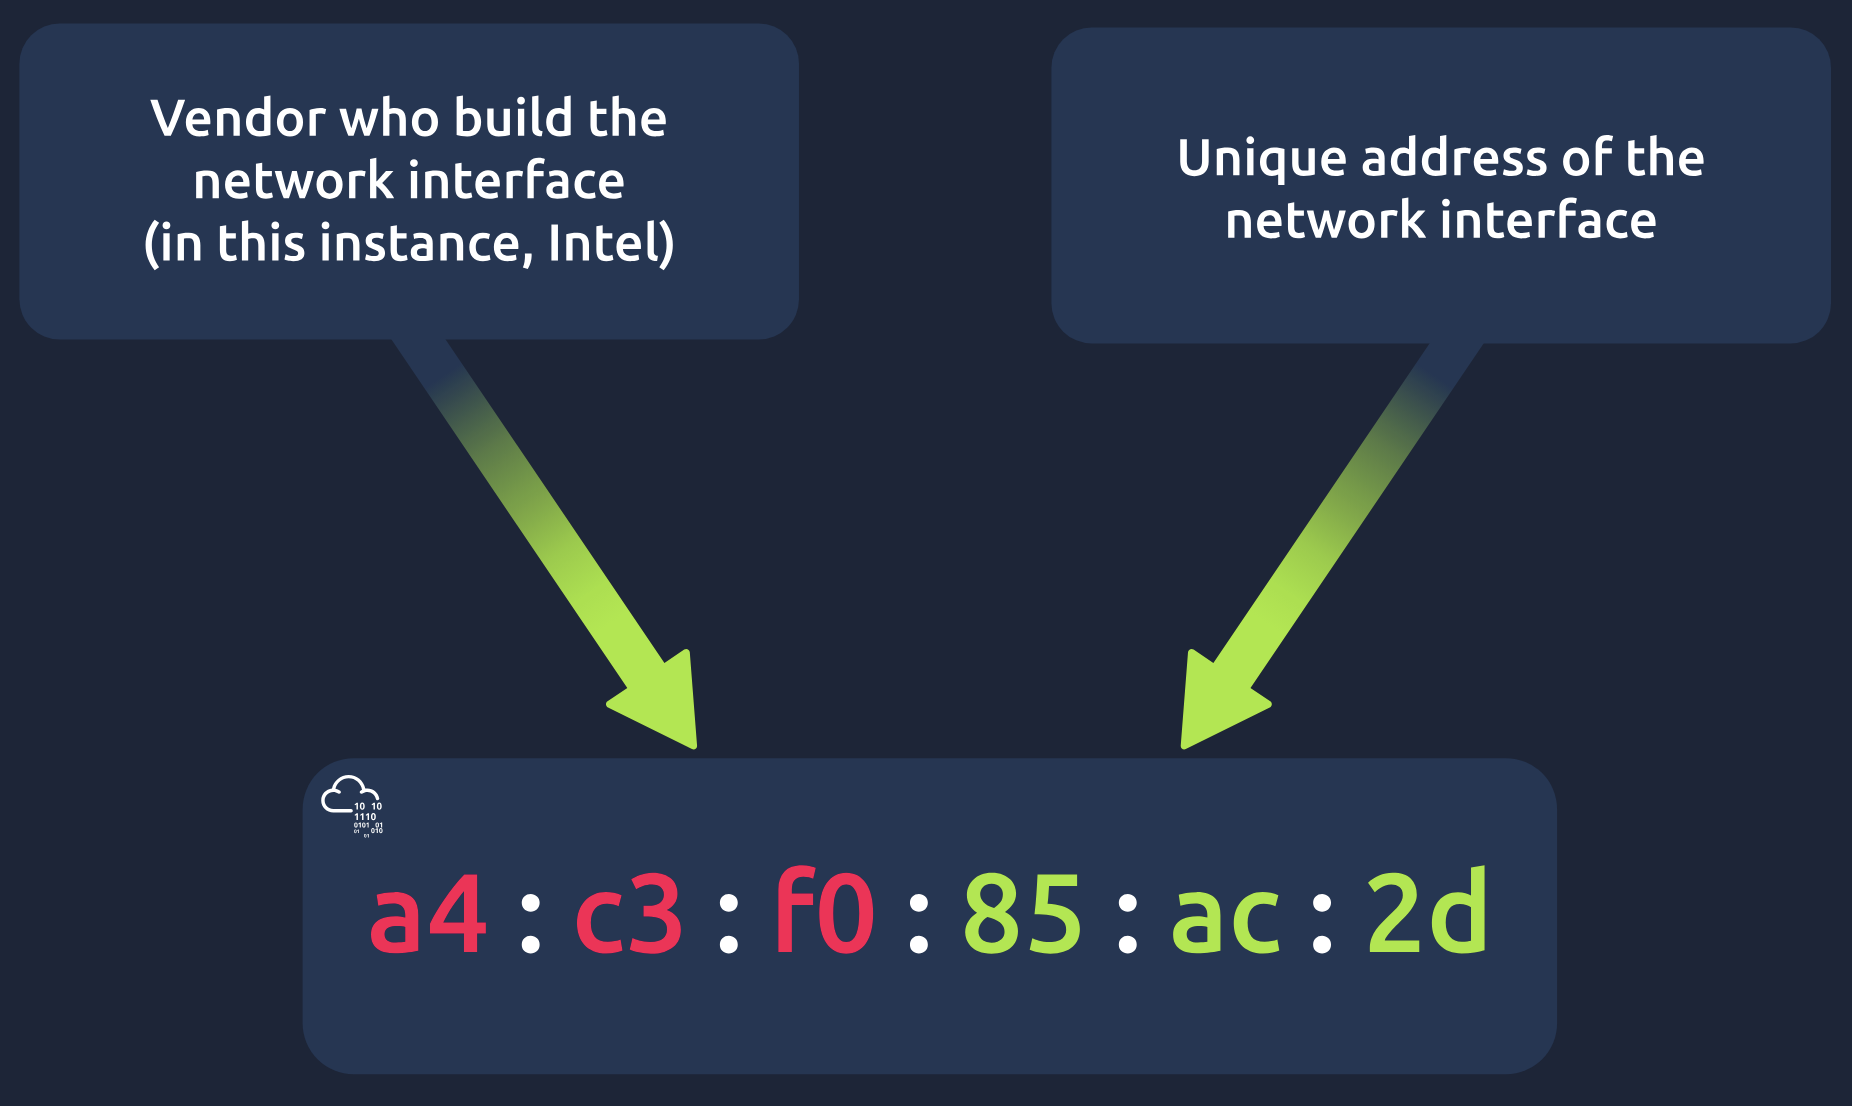 Vendor who build the
network interface
(in this instance, Intel)
Unique address of the
network interface
10 10
1110
0101 01
01 010
01
a4 : c3 : f0 : 85 : ac : 2d